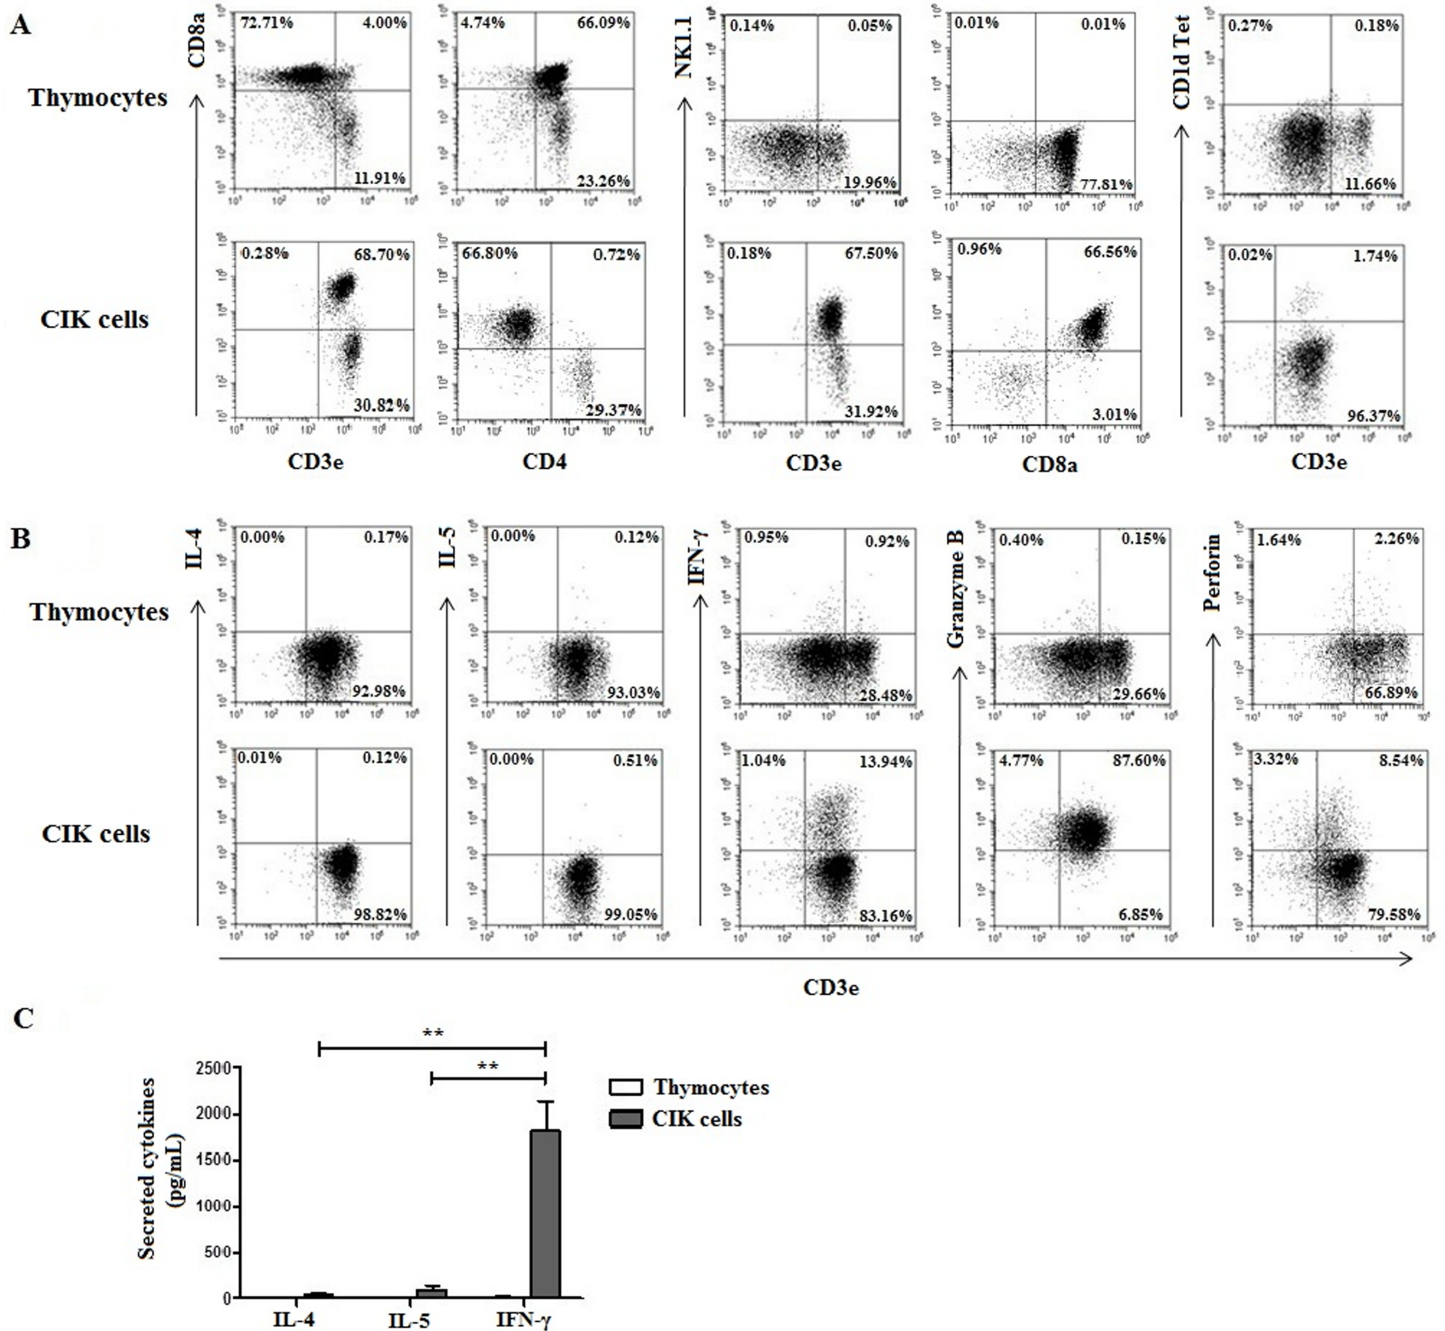 A
Thymocytes
CD8a
72.71% 4.00%
11.91%
4.74% 66.09%
23.26%
NK1.1
0.14% 0.05%
19.96%
0.01% 0.01%
77.81%
CD1d Tet
0.27% 0.18%
11.66%
CIK cells
0.28% 68.70%
30.82%
66.80% 0.72%
29.37%
0.18% 67.50%
31.92%
0.96% 66.56%
3.01%
0.02% 1.74%
96.37%
CD3e CD4 CD3e CD8a CD3e
B
Thymocytes
IL-4
0.00% 0.17%
92.98%
IL-5
0.00% 0.12%
93.03%
IFN-γ
0.95% 0.92%
28.48%
Granzyme B
0.40% 0.15%
29.66%
Perforin
1.64% 2.26%
66.89%
CIK cells
0.01% 0.12%
98.82%
0.00% 0.51%
99.05%
1.04% 13.94%
83.16%
4.77% 87.60%
6.85%
3.32% 8.54%
79.58%
CD3e
C
Secreted cytokines
(pg/mL)
2500
2000
1500
1000
500
0
**
**
Thymocytes
CIK cells
IL-4 IL-5 IFN-γ